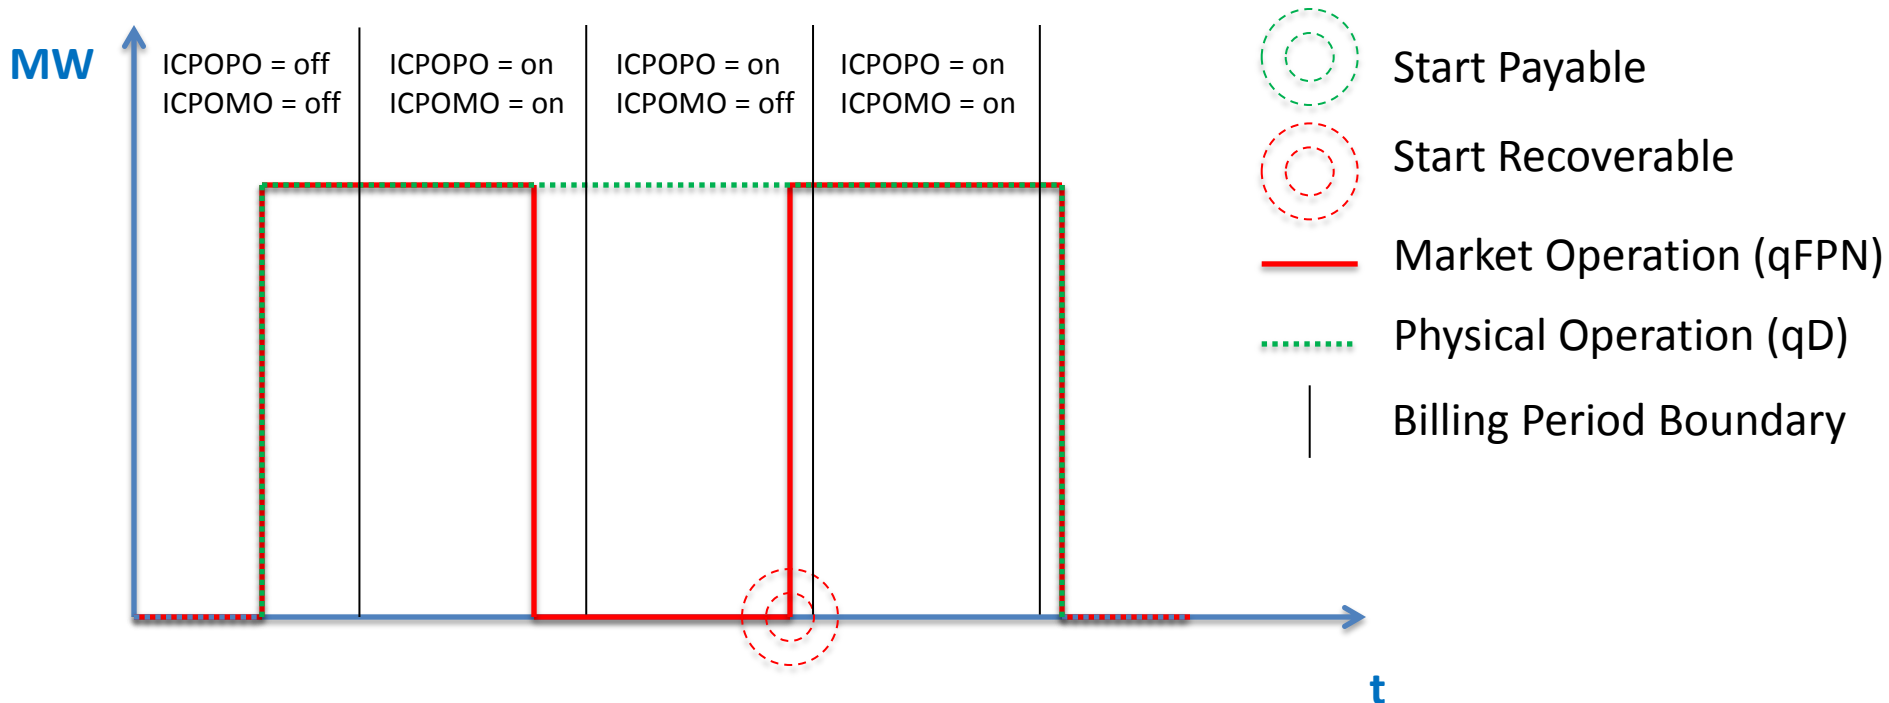 MW
ICPOPO = off
ICPOMO = off
ICPOPO = on
ICPOMO = on
ICPOPO = on
ICPOMO = off
ICPOPO = on
ICPOMO = on
Start Payable
Start Recoverable
Market Operation (qFPN)
Physical Operation (qD)
Billing Period Boundary
t